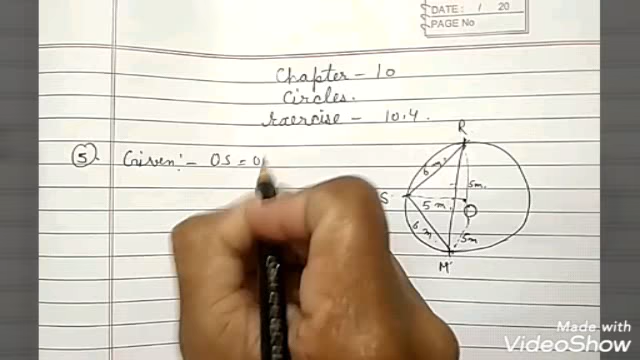 DATE: / 20
PAGE No
Chapter - 10
Circles.
Exercise - 10.4.
5 Given:- OS = O
R
6 m.
5m.
S 5 m. O
6 m. 5m
M
Made with
VideoShow